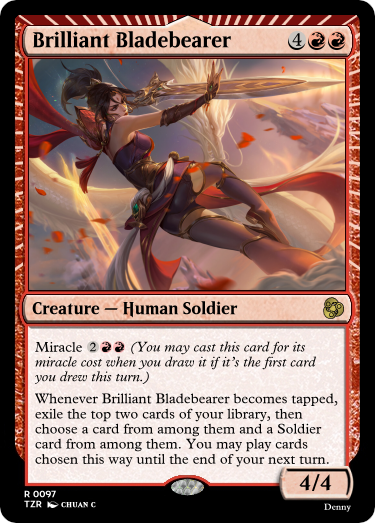 Brilliant Bladebearer 4
Creature — Human Soldier
Miracle 2 (You may cast this card for its
miracle cost when you draw it if it's the first card
you drew this turn.)
Whenever Brilliant Bladebearer becomes tapped,
exile the top two cards of your library, then
choose a card from among them and a Soldier
card from among them. You may play cards
chosen this way until the end of your next turn.
4/4
R 0097
TZR CHUAN C
Denny